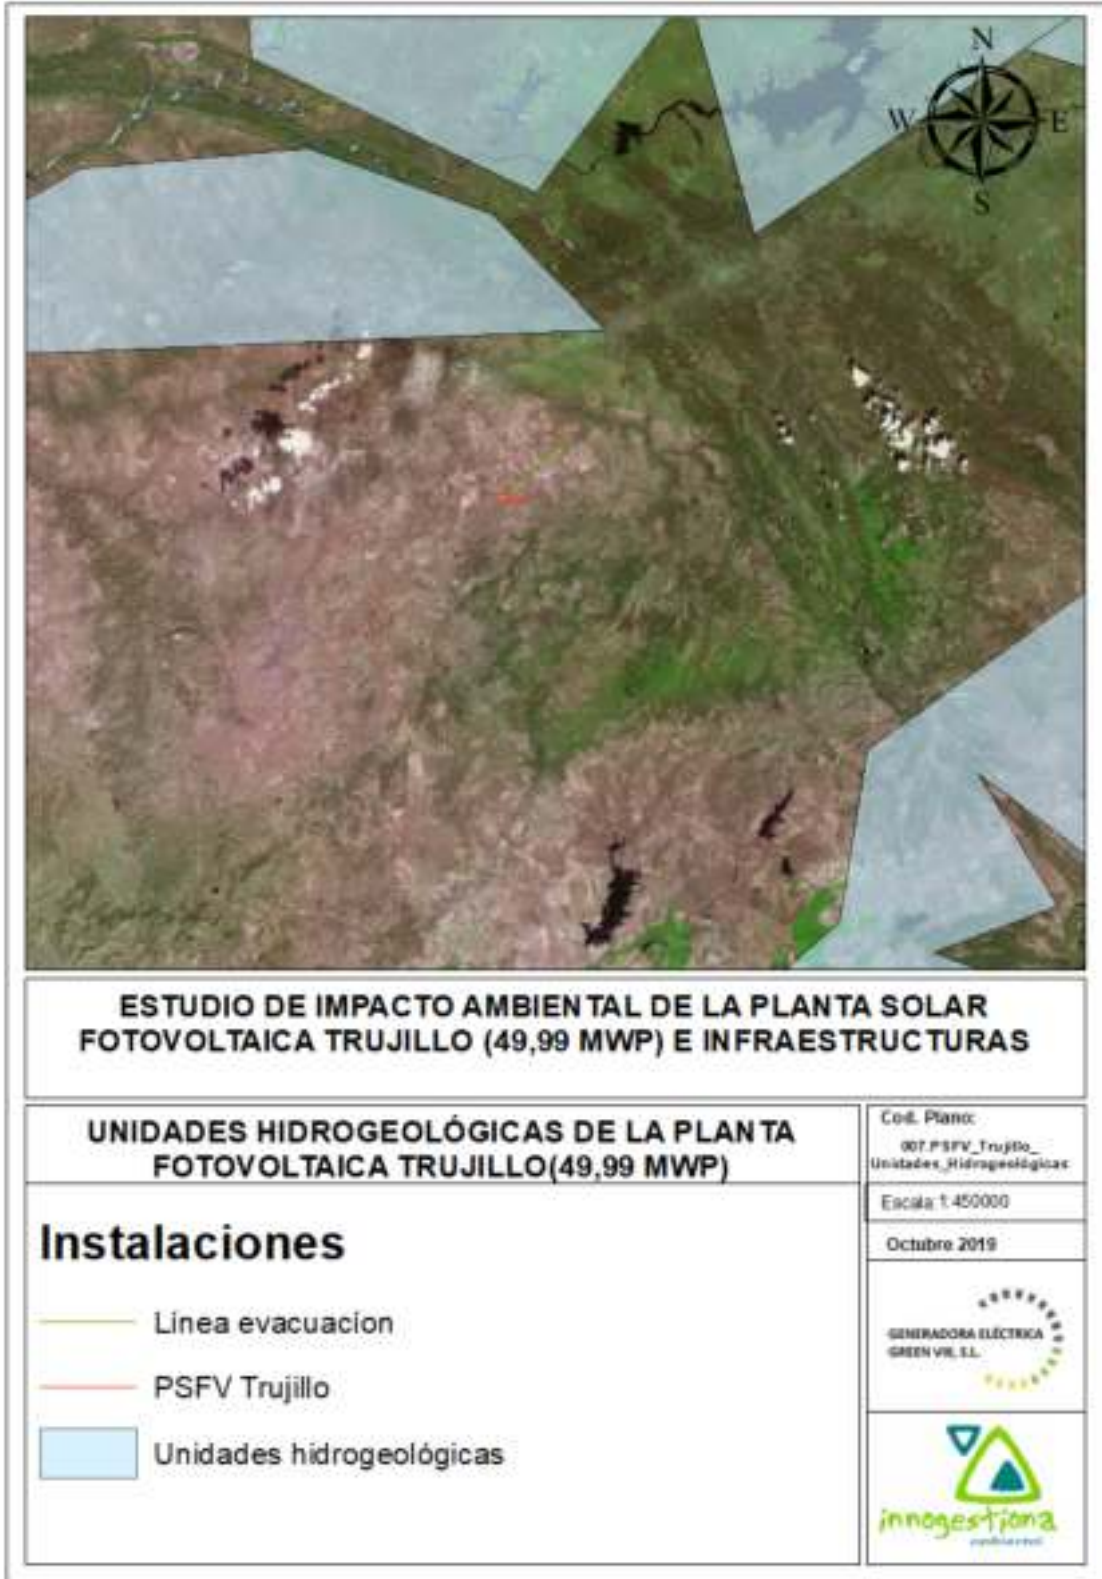 N
W
E
S
ESTUDIO DE IMPACTO AMBIENTAL DE LA PLANTA SOLAR
FOTOVOLTAICA TRUJILLO (49,99 MWP) E INFRAESTRUCTURAS
UNIDADES HIDROGEOLÓGICAS DE LA PLANTA
FOTOVOLTAICA TRUJILLO(49,99 MWP)
Cod. Plano:
007.PSFV_Trujillo_
Unidades_Hidrogeológicas
Escala 1:450000
Octubre 2019
Instalaciones
Linea evacuacion
PSFV Trujillo
Unidades hidrogeológicas
GENERADORA ELÉCTRICA
GREEN VIII, S.L.
innogestiona
ambiental